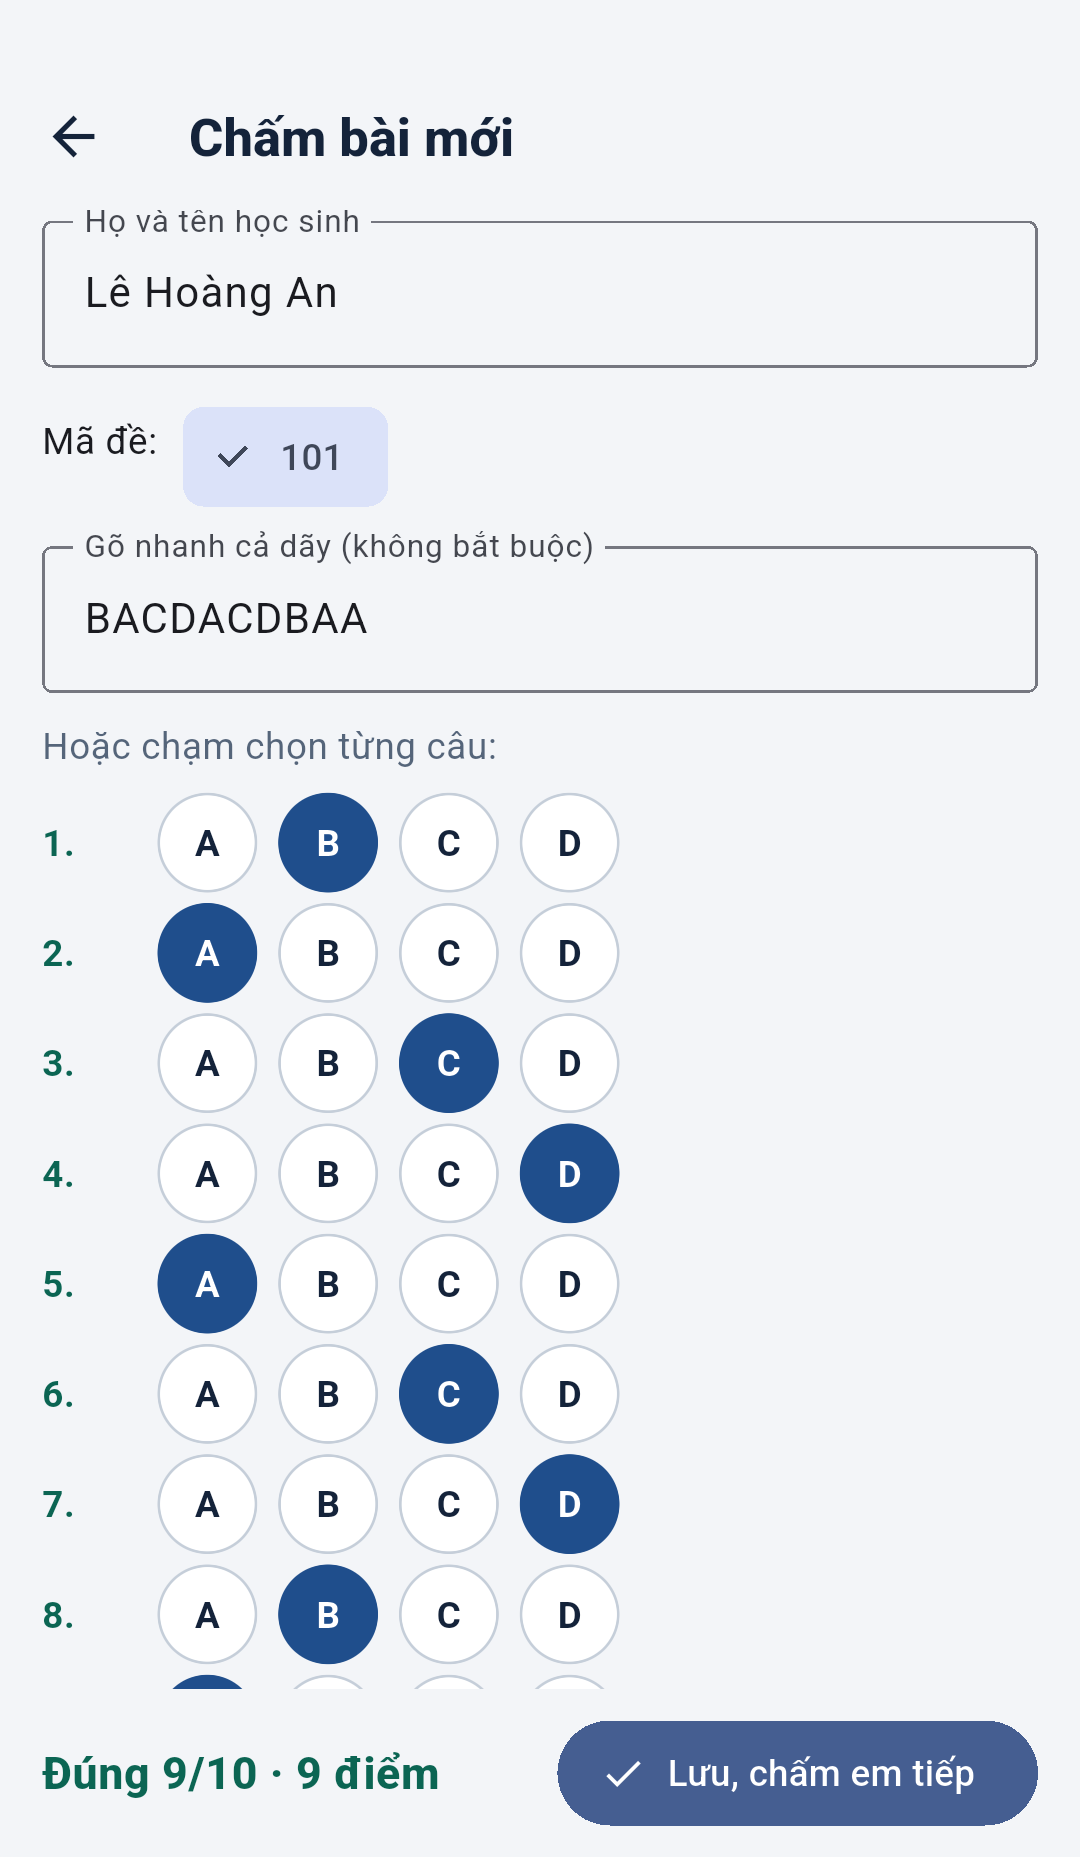 Chấm bài mới
Họ và tên học sinh
Lê Hoàng An
Mã đề: 101
Gõ nhanh cả dãy (không bắt buộc)
BACDACDBAA
Hoặc chạm chọn từng câu:
1. A B C D
2. A B C D
3. A B C D
4. A B C D
5. A B C D
6. A B C D
7. A B C D
8. A B C D
Đúng 9/10 · 9 điểm
Lưu, chấm em tiếp